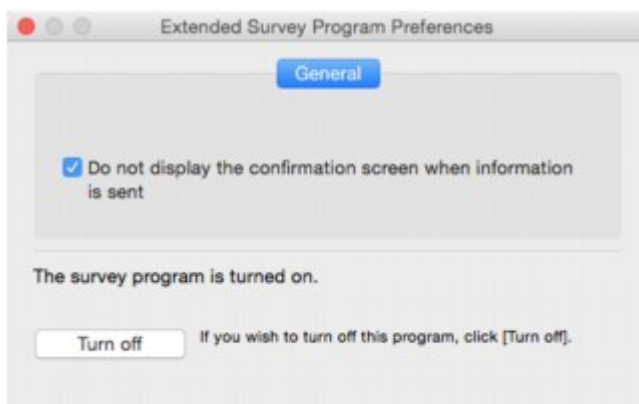 Extended Survey Program Preferences
General
Do not display the confirmation screen when information
is sent
The survey program is turned on.
Turn off
If you wish to turn off this program, click [Turn off].